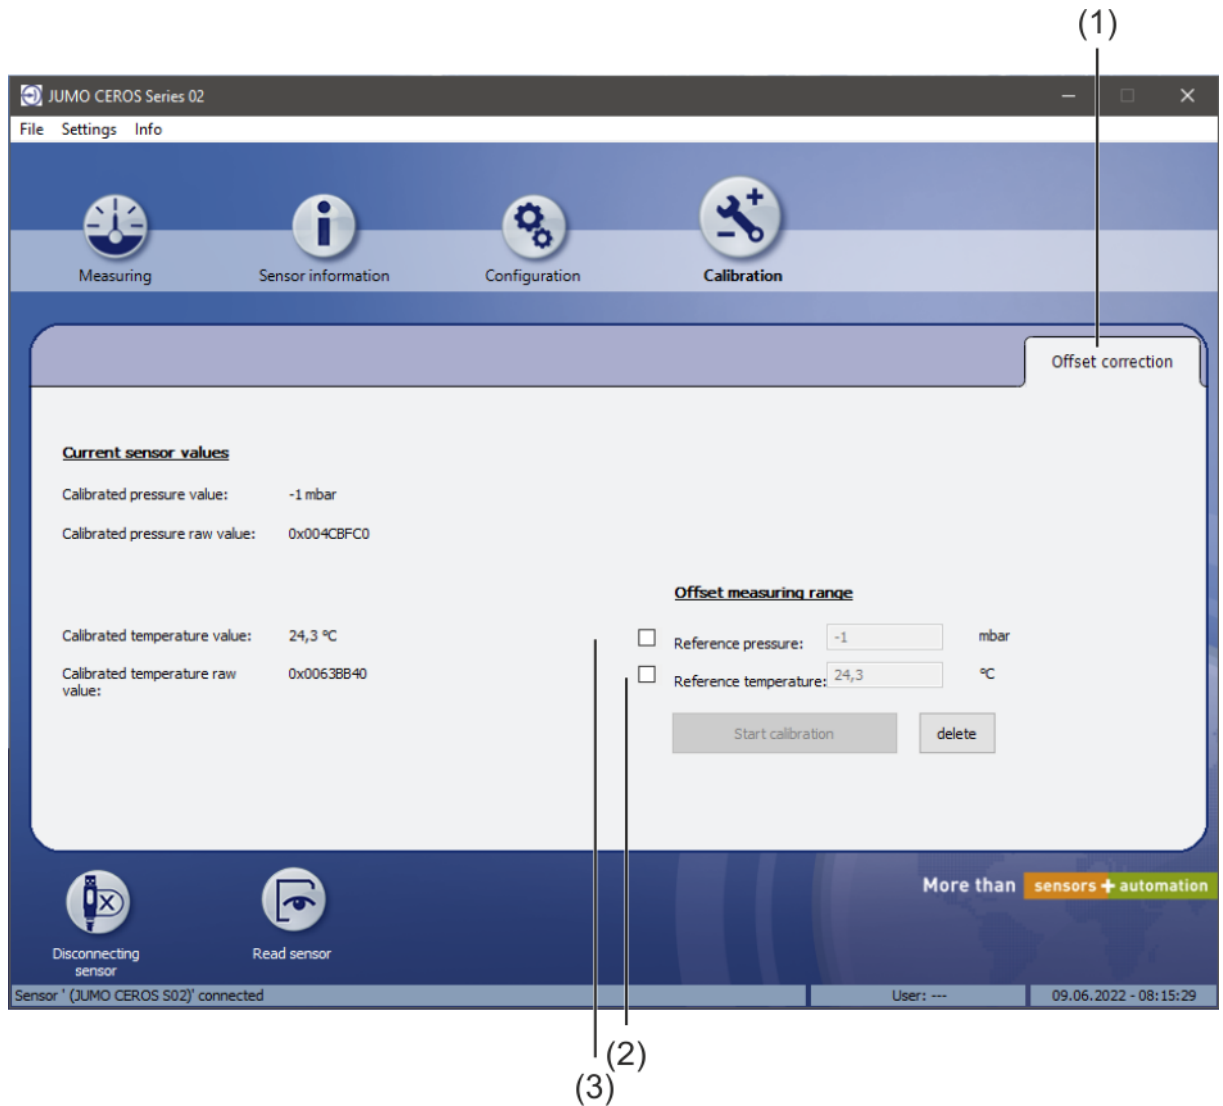 (1)
JUMO CEROS Series 02
File Settings Info
Measuring Sensor information Configuration Calibration
Offset correction
Current sensor values
Calibrated pressure value: -1 mbar
Calibrated pressure raw value: 0x004CBFC0
Offset measuring range
Calibrated temperature value: 24,3 °C
Reference pressure: -1 mbar
Calibrated temperature raw value: 0x0063BB40
Reference temperature: 24,3 °C
Start calibration delete
More than sensors + automation
Disconnecting sensor
Read sensor
Sensor ' (JUMO CEROS S02)' connected User: --- 09.06.2022 - 08:15:29
(2)
(3)